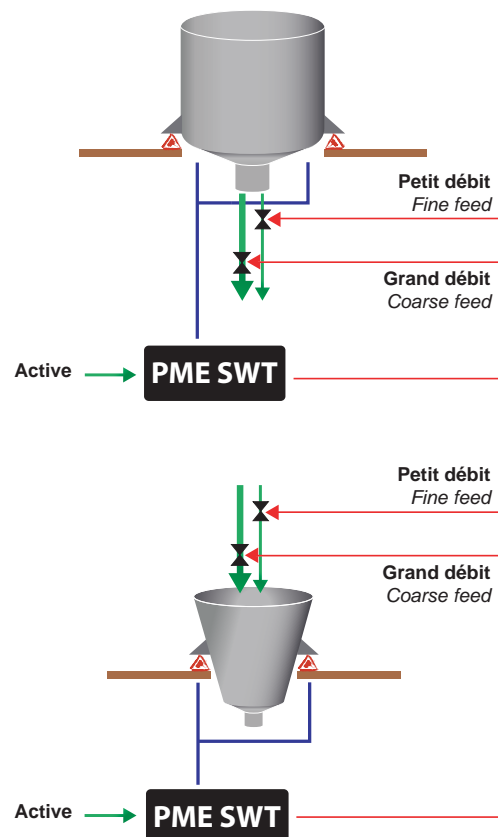 Petit débit
Fine feed
Grand débit
Coarse feed
Active
PME SWT
Petit débit
Fine feed
Grand débit
Coarse feed
Active
PME SWT